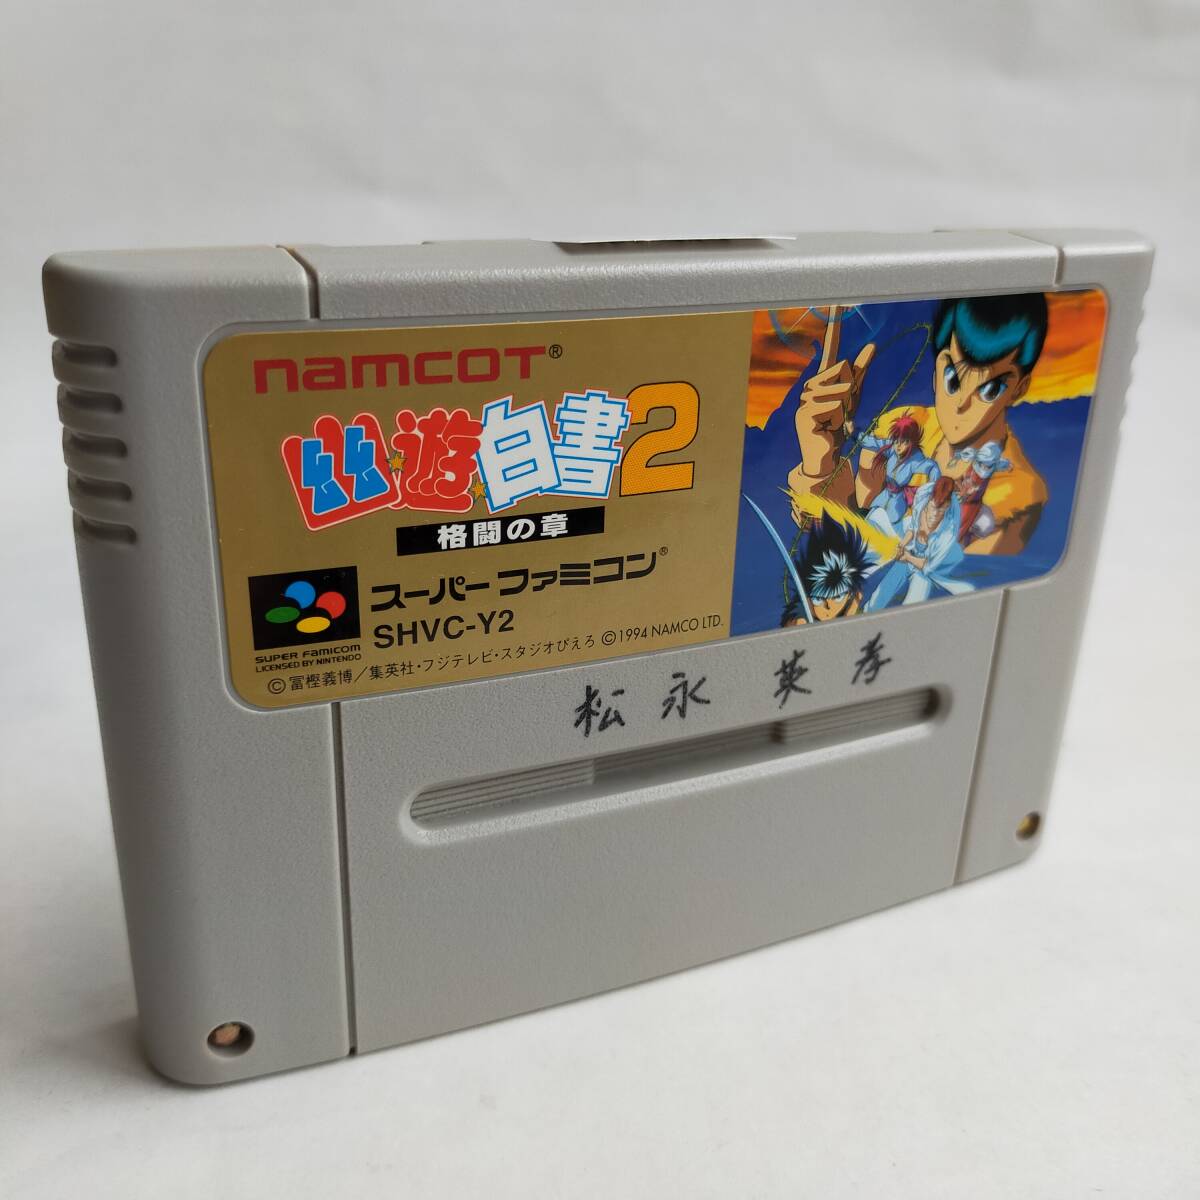 namcoT®
幽☆遊☆白書2
格闘の章
スーパーファミコン®
SHVC-Y2
SUPER FAMICOM
LICENSED BY NINTENDO
©冨樫義博/集英社・フジテレビ・スタジオぴえろ ©1994 NAMCO LTD.
松永 英孝